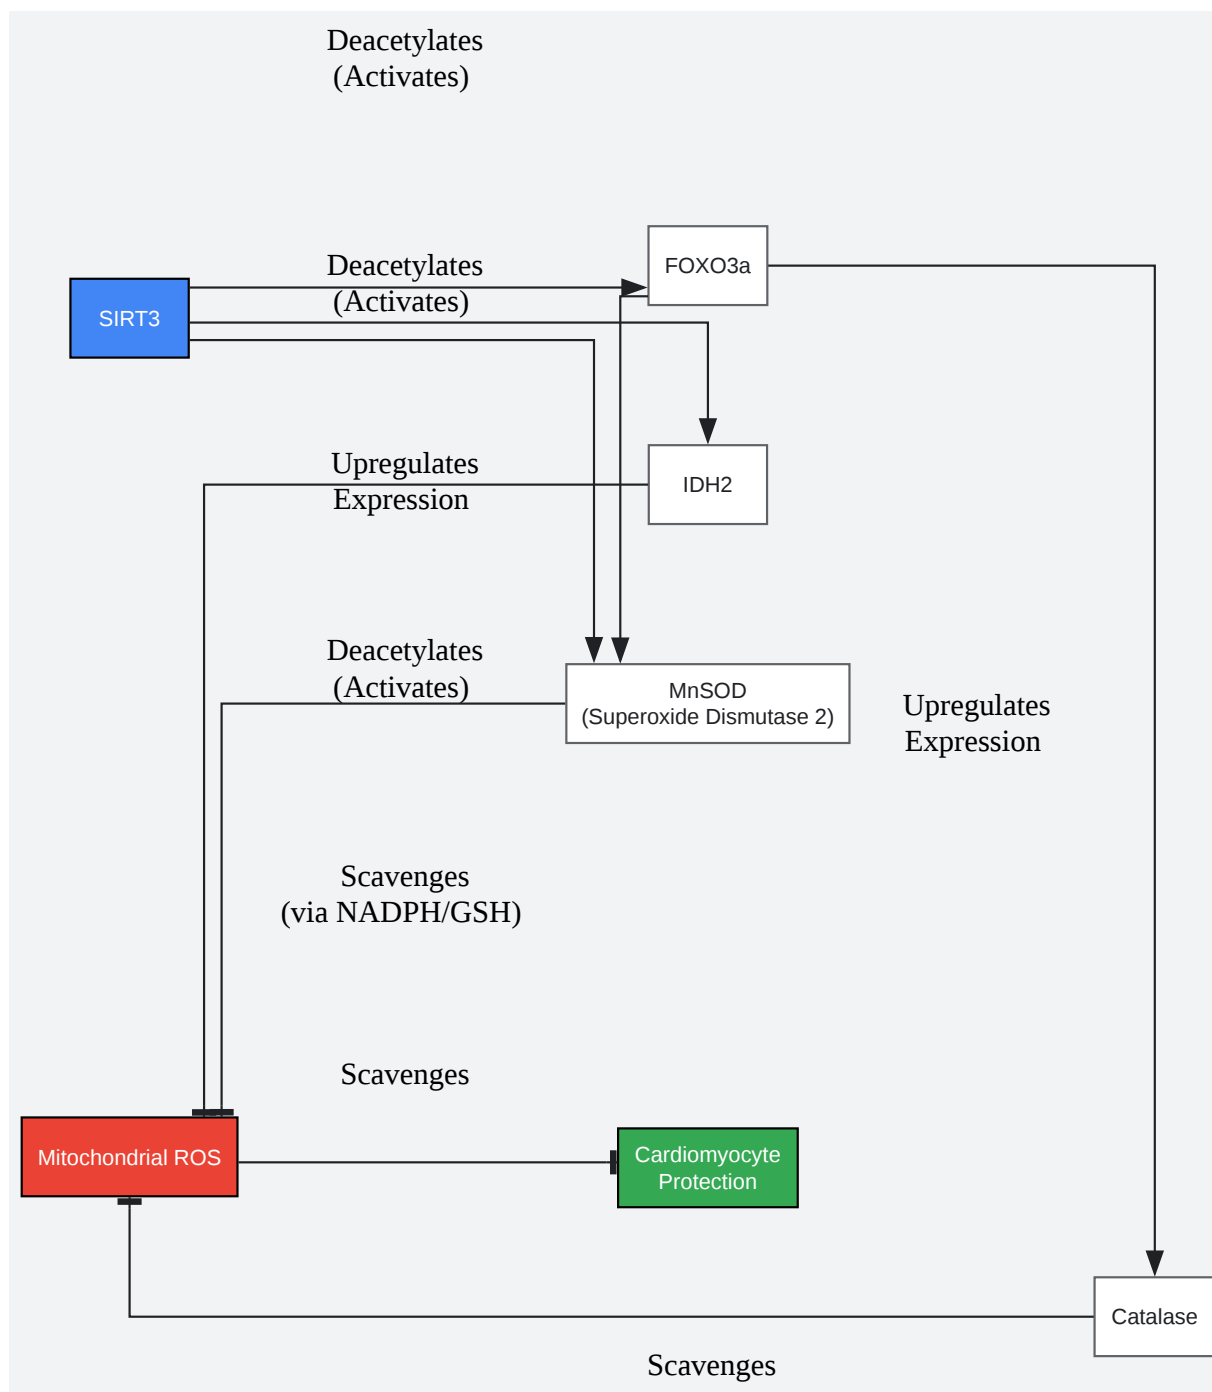 Deacetylates
(Activates)
FOXO3a
Deacetylates
(Activates)
SIRT3
Upregulates
Expression
IDH2
Deacetylates
(Activates)
MnSOD
(Superoxide Dismutase 2)
Upregulates
Expression
Scavenges
(via NADPH/GSH)
Scavenges
Mitochondrial ROS
Cardiomyocyte
Protection
Catalase
Scavenges